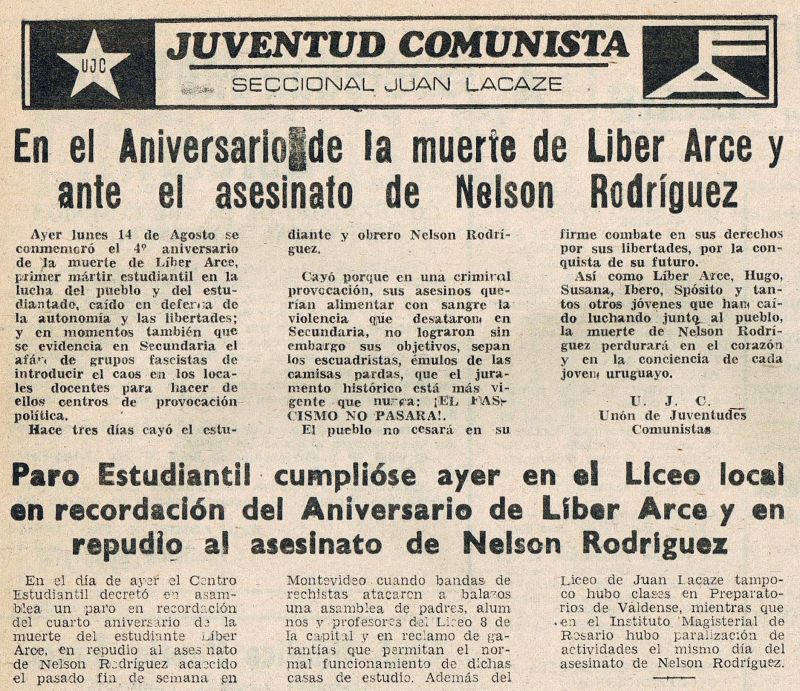 UJC
JUVENTUD COMUNISTA
SECCIONAL JUAN LACAZE
FA
En el Aniversario de la muerte de Liber Arce y
ante el asesinato de Nelson Rodríguez
Ayer lunes 14 de Agosto se
conmemoró el 4º aniversario
de la muerte de Líber Arce,
primer mártir estudiantil en la
lucha del pueblo y del estu-
diantado, caído en defensa de
la autonomía y las libertades;
y en momentos también que
se evidencia en Secundaria el
afán de grupos fascistas de
introducir el caos en los loca-
les docentes para hacer de
ellos centros de provocación
política.
Hace tres días cayó el estu-
diante y obrero Nelson Rodrí-
guez.
Cayó porque en una criminal
provocación, sus asesinos que-
rían alimentar con sangre la
violencia que desataron en
Secundaria, no lograron sin
embargo sus objetivos, sepan
los escuadristas, émulos de las
camisas pardas, que el jura-
mento histórico está más vi-
gente que nunca: ¡EL FAS-
CISMO NO PASARA!.
El pueblo no cesará en su
firme combate en sus derechos
por sus libertades, por la con-
quista de su futuro.
Así como Líber Arce, Hugo,
Susana, Ibero, Spósito y tan-
tos otros jóvenes que han caí-
do luchando junto al pueblo,
la muerte de Nelson Rodrí-
guez perdurará en el corazón
y en la conciencia de cada
joven uruguayo.
U. J. C.
Unón de Juventudes
Comunistas
Paro Estudiantil cumplióse ayer en el Liceo local
en recordación del Aniversario de Líber Arce y en
repudio al asesinato de Nelson Rodríguez
En el día de ayer el Centro
Estudiantil decretó en asam-
blea un paro en recordación
del cuarto aniversario de la
muerte del estudiante Líber
Arce, en repudio al asesinato
de Nelson Rodríguez acaecido
el pasado fin de semana en
Montevideo cuando bandas de
rechistas atacaron a balazos
una asamblea de padres, alum
nos y profesores del Liceo 8 de
la capital y en reclamo de ga-
rantías que permitan el nor-
mal funcionamiento de dichas
casas de estudio. Además del
Liceo de Juan Lacaze tampo-
co hubo clases en Preparato-
rios de Váldense, mientras que
en el Instituto Magisterial de
Rosario hubo paralización de
actividades el mismo día del
asesinato de Nelson Rodríguez.